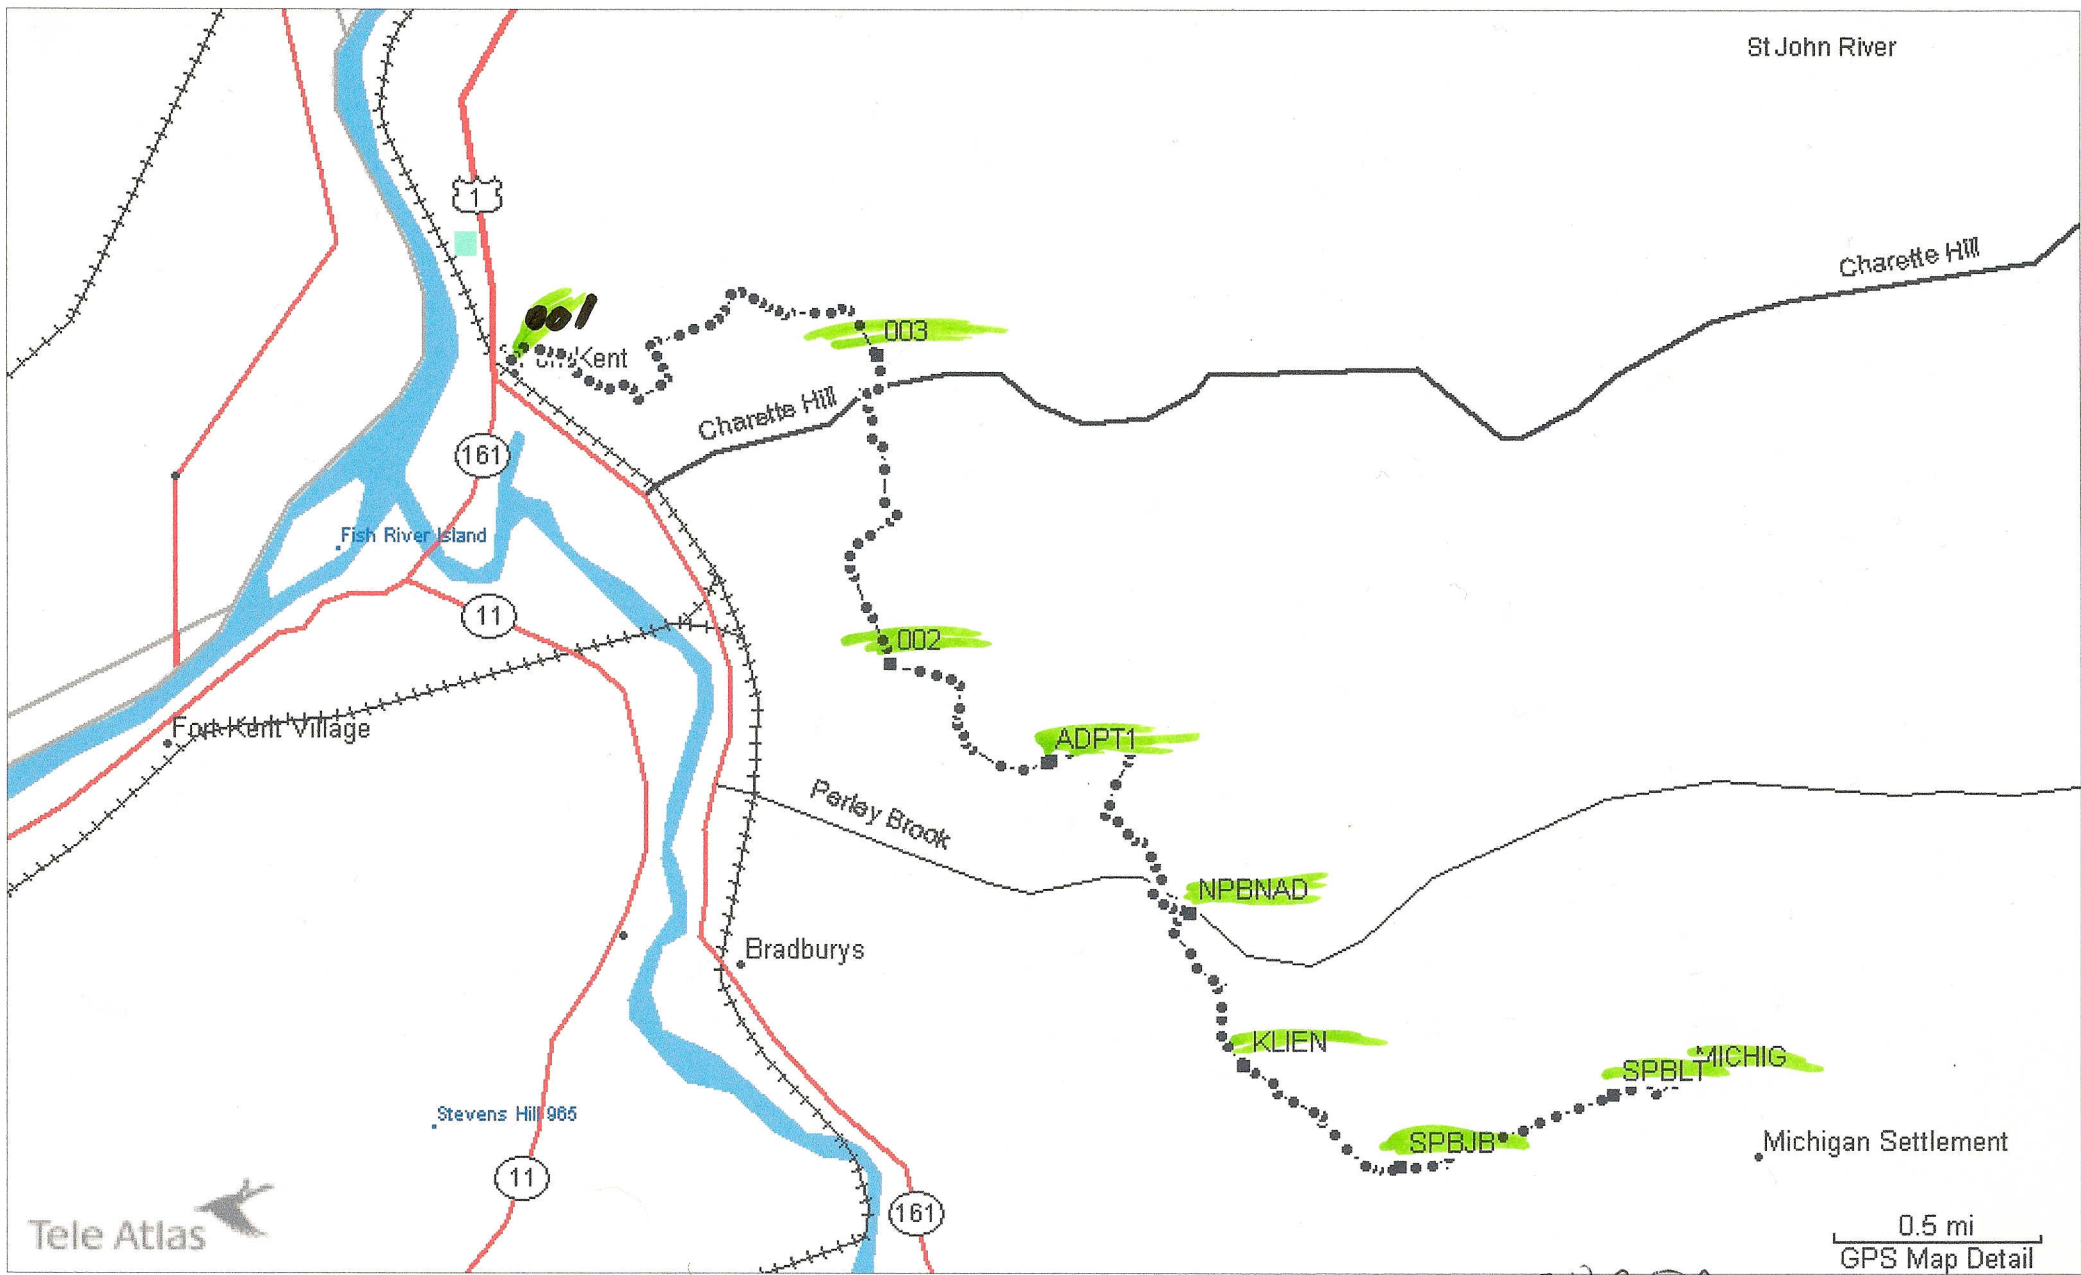 St John River
1
Charette Hill
001
003
Kent
Charette Hill
161
Fish River Island
11
002
Fort Kent Village
ADPT1
Perley Brook
NPBNAD
Bradburys
KLIEN
MICHIG
SPBLT
Stevens Hill 965
SPBJB
Michigan Settlement
11
161
Tele Atlas
0.5 mi
GPS Map Detail